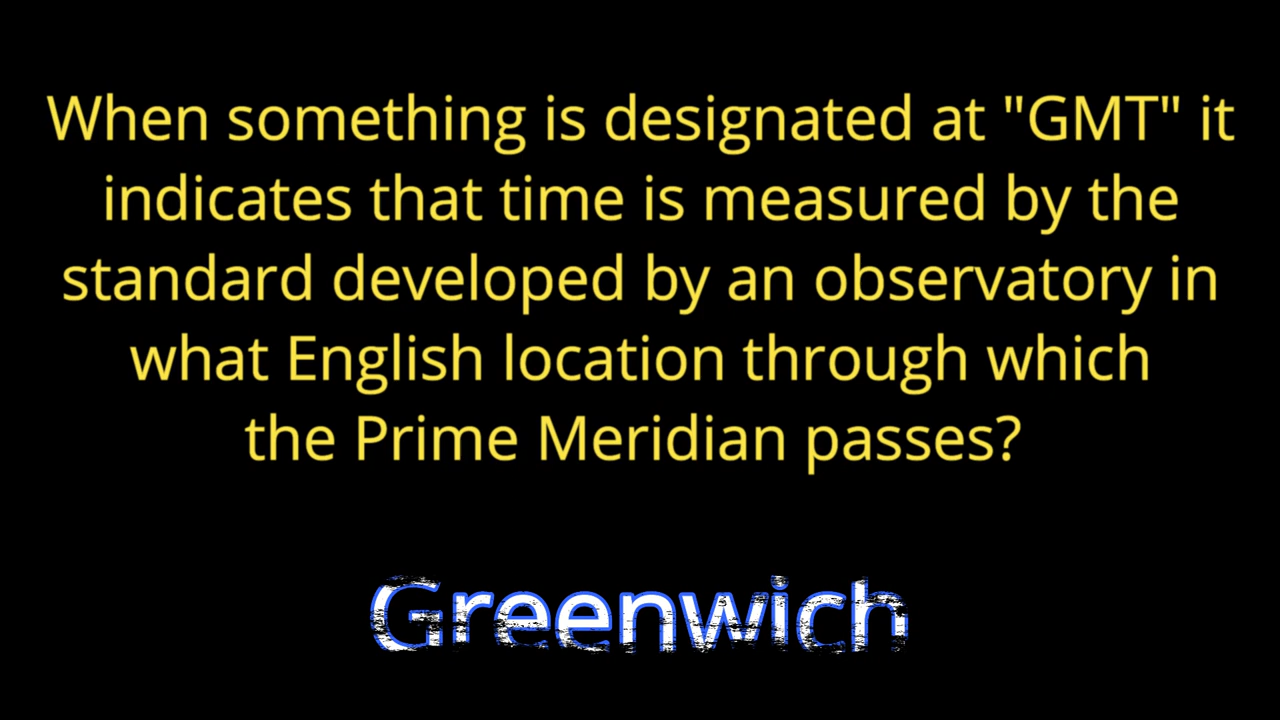 When something is designated at "GMT" it
indicates that time is measured by the
standard developed by an observatory in
what English location through which
the Prime Meridian passes?
Greenwich